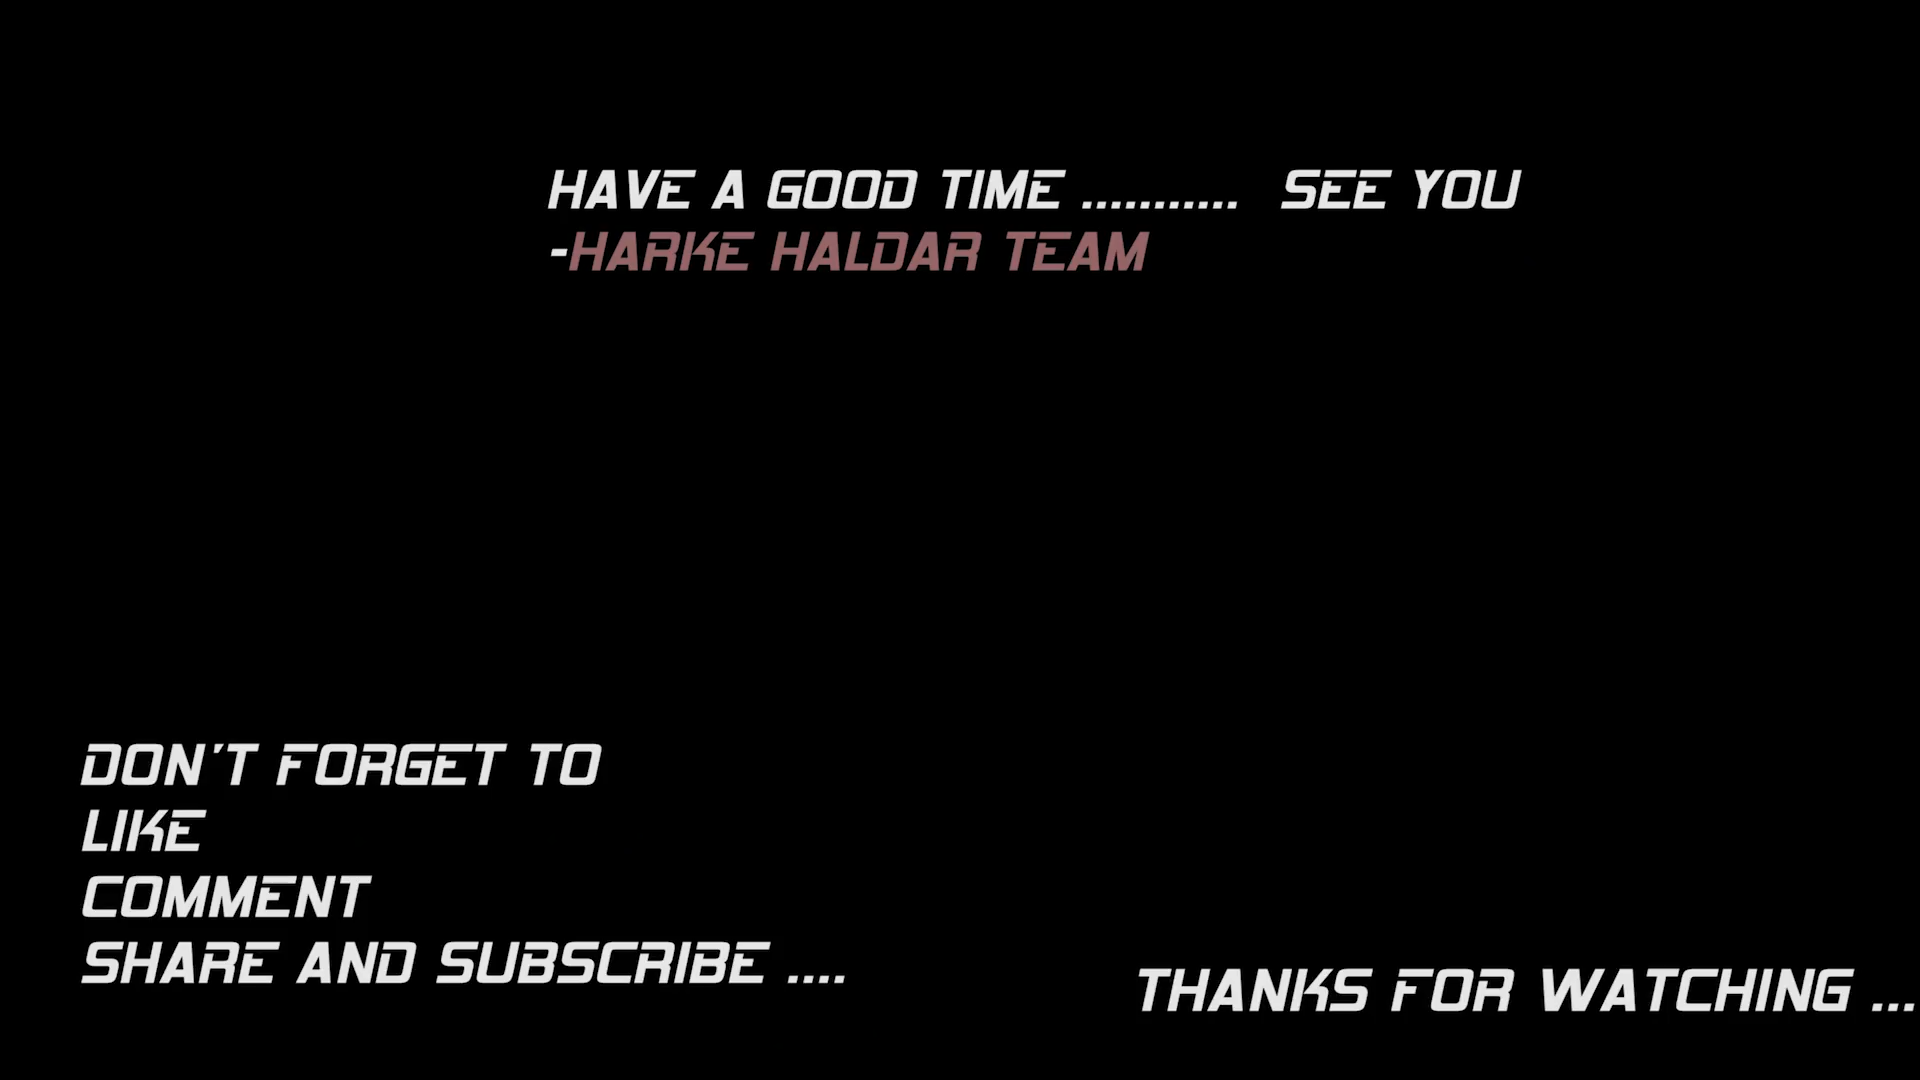 HAVE A GOOD TIME ........... SEE YOU
-HARKE HALDAR TEAM
DON'T FORGET TO
LIKE
COMMENT
SHARE AND SUBSCRIBE ....
THANKS FOR WATCHING ...